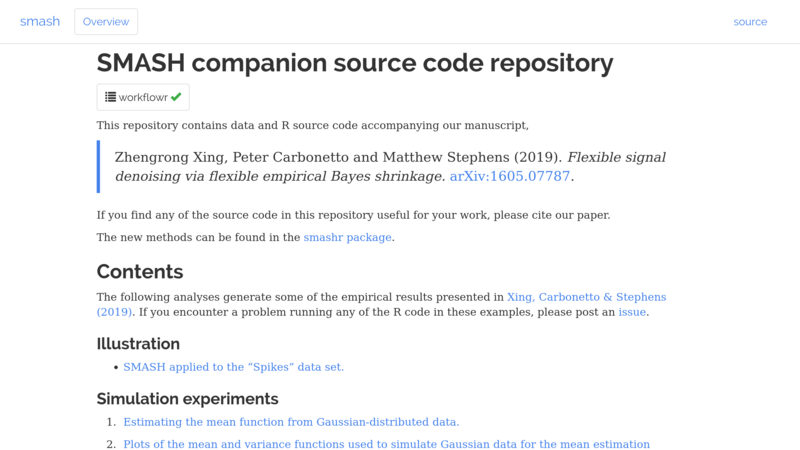 smash Overview source
SMASH companion source code repository
workflowr
This repository contains data and R source code accompanying our manuscript,
Zhengrong Xing, Peter Carbonetto and Matthew Stephens (2019). Flexible signal
denoising via flexible empirical Bayes shrinkage. arXiv:1605.07787.
If you find any of the source code in this repository useful for your work, please cite our paper.
The new methods can be found in the smashr package.
Contents
The following analyses generate some of the empirical results presented in Xing, Carbonetto & Stephens
(2019). If you encounter a problem running any of the R code in these examples, please post an issue.
Illustration
• SMASH applied to the “Spikes” data set.
Simulation experiments
1. Estimating the mean function from Gaussian-distributed data.
2. Plots of the mean and variance functions used to simulate Gaussian data for the mean estimation